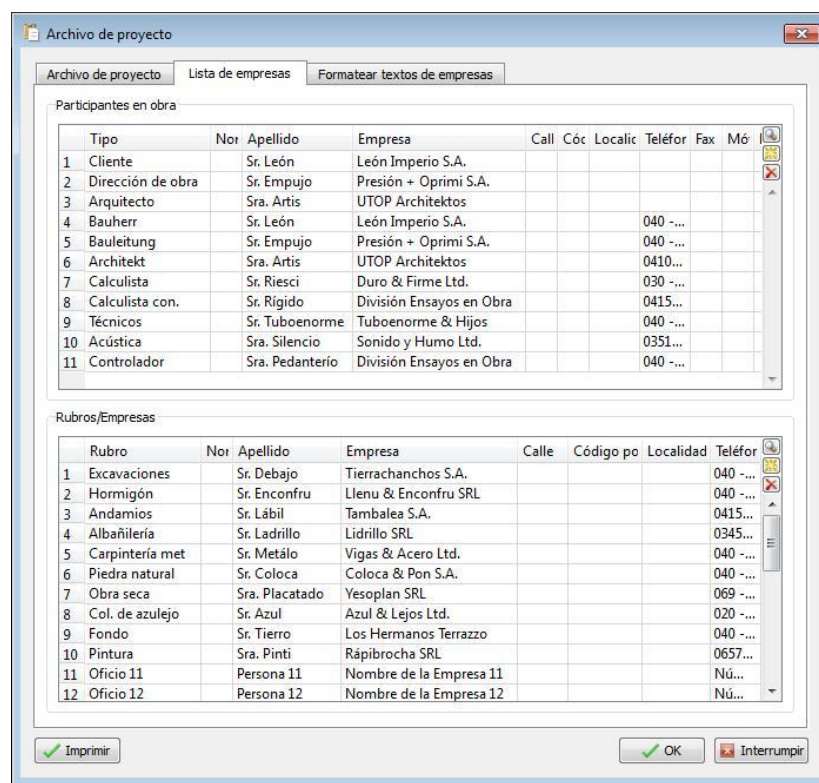 Archivo de proyecto
Archivo de proyecto Lista de empresas Formatear textos de empresas
Participantes en obra
Tipo Nor Apellido Empresa Call Cóc Localic Teléfor Fax Mó
1 Cliente Sr. León León Imperio S.A.
2 Dirección de obra Sr. Empujo Presión + Oprimi S.A.
3 Arquitecto Sra. Artis UTOP Architektos
4 Bauherr Sr. León León Imperio S.A. 040 -...
5 Bauleitung Sr. Empujo Presión + Oprimi S.A. 040 -...
6 Architekt Sra. Artis UTOP Architektos 0410...
7 Calculista Sr. Riesci Duro & Firme Ltd. 030 -...
8 Calculista con. Sr. Rígido División Ensayos en Obra 0415...
9 Técnicos Sr. Tuboenorme Tuboenorme & Hijos 040 -...
10 Acústica Sra. Silencio Sonido y Humo Ltd. 0351...
11 Controlador Sra. Pedanterío División Ensayos en Obra 040 -...
Rubros/Empresas
Rubro Nor Apellido Empresa Calle Código po Localidad Teléfor
1 Excavaciones Sr. Debajo Tierrachanchos S.A. 040 -...
2 Hormigón Sr. Enconfru Llenu & Enconfru SRL 040 -...
3 Andamios Sr. Lábil Tambalea S.A. 0415...
4 Albañilería Sr. Ladrillo Lidrillo SRL 0345...
5 Carpintería met Sr. Metálo Vigas & Acero Ltd. 040 -...
6 Piedra natural Sr. Coloca Coloca & Pon S.A. 040 -...
7 Obra seca Sra. Placatado Yesoplan SRL 069 -...
8 Col. de azulejo Sr. Azul Azul & Lejos Ltd. 020 -...
9 Fondo Sr. Tierro Los Hermanos Terrazzo 040 -...
10 Pintura Sra. Pinti Rápibrocha SRL 0657...
11 Oficio 11 Persona 11 Nombre de la Empresa 11 Nú...
12 Oficio 12 Persona 12 Nombre de la Empresa 12 Nú...
Imprimir OK Interrumpir